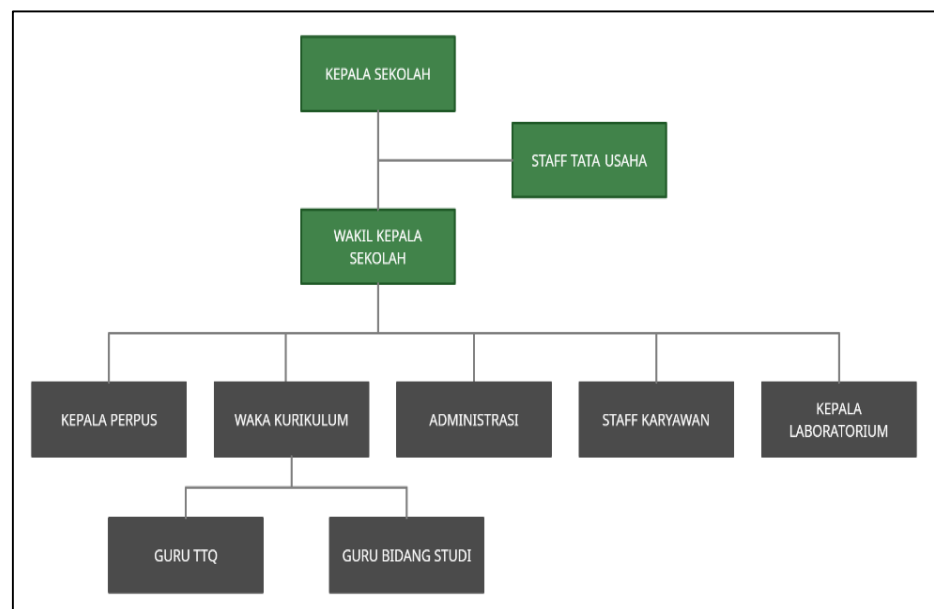 KEPALA SEKOLAH
STAFF TATA USAHA
WAKIL KEPALA
SEKOLAH
KEPALA PERPUS
WAKA KURIKULUM
ADMINISTRASI
STAFF KARYAWAN
KEPALA
LABORATORIUM
GURU TTQ
GURU BIDANG STUDI